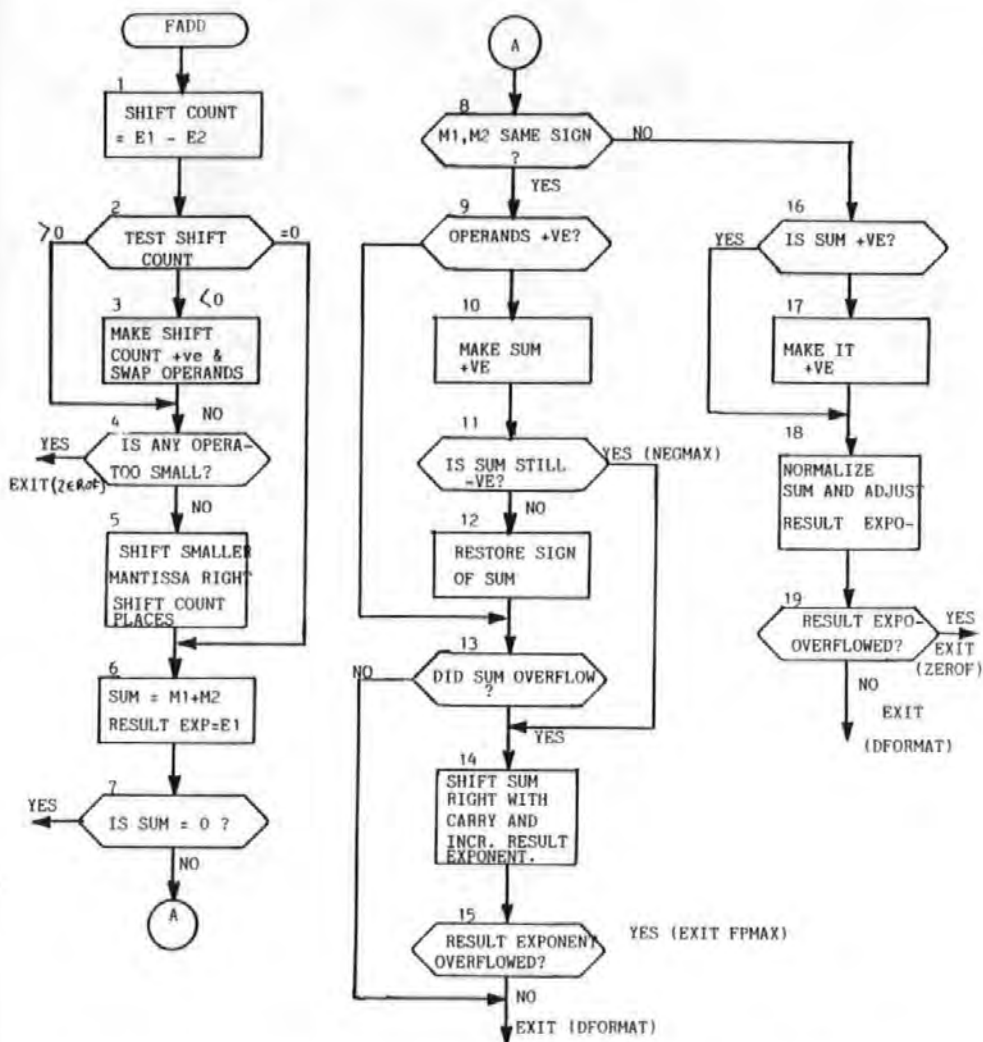 FADD
1
SHIFT COUNT
= E1 - E2
2
>0
TEST SHIFT
COUNT
=0
<0
3
MAKE SHIFT
COUNT +ve &
SWAP OPERANDS
NO
4
YES
IS ANY OPERA-
TOO SMALL?
EXIT(ZEROF)
NO
5
SHIFT SMALLER
MANTISSA RIGHT
SHIFT COUNT
PLACES
6
SUM = M1+M2
RESULT EXP=E1
7
YES
IS SUM = 0 ?
NO
A
A
8
M1,M2 SAME SIGN
?
NO
YES
9
OPERANDS +VE?
10
MAKE SUM
+VE
11
IS SUM STILL
-VE?
YES (NEGMAX)
NO
12
RESTORE SIGN
OF SUM
13
NO
DID SUM OVERFLOW
?
YES
14
SHIFT SUM
RIGHT WITH
CARRY AND
INCR. RESULT
EXPONENT.
15
RESULT EXPONENT
OVERFLOWED?
YES (EXIT FPMAX)
NO
EXIT (DFORMAT)
16
YES
IS SUM +VE?
17
MAKE IT
+VE
18
NORMALIZE
SUM AND ADJUST
RESULT EXPO-
19
RESULT EXPO-
OVERFLOWED?
YES
EXIT
(ZEROF)
NO
EXIT
(DFORMAT)